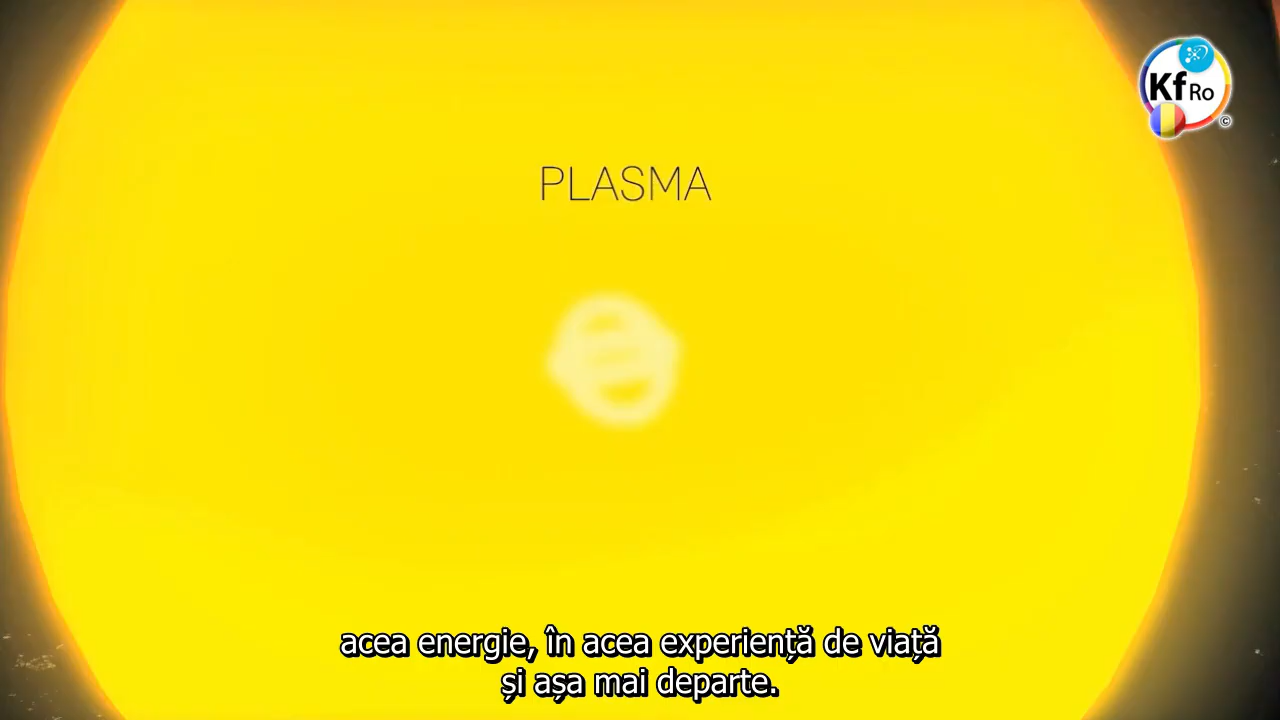 Kf Ro
©
PLASMA
acea energie, în acea experiență de viață
și așa mai departe.